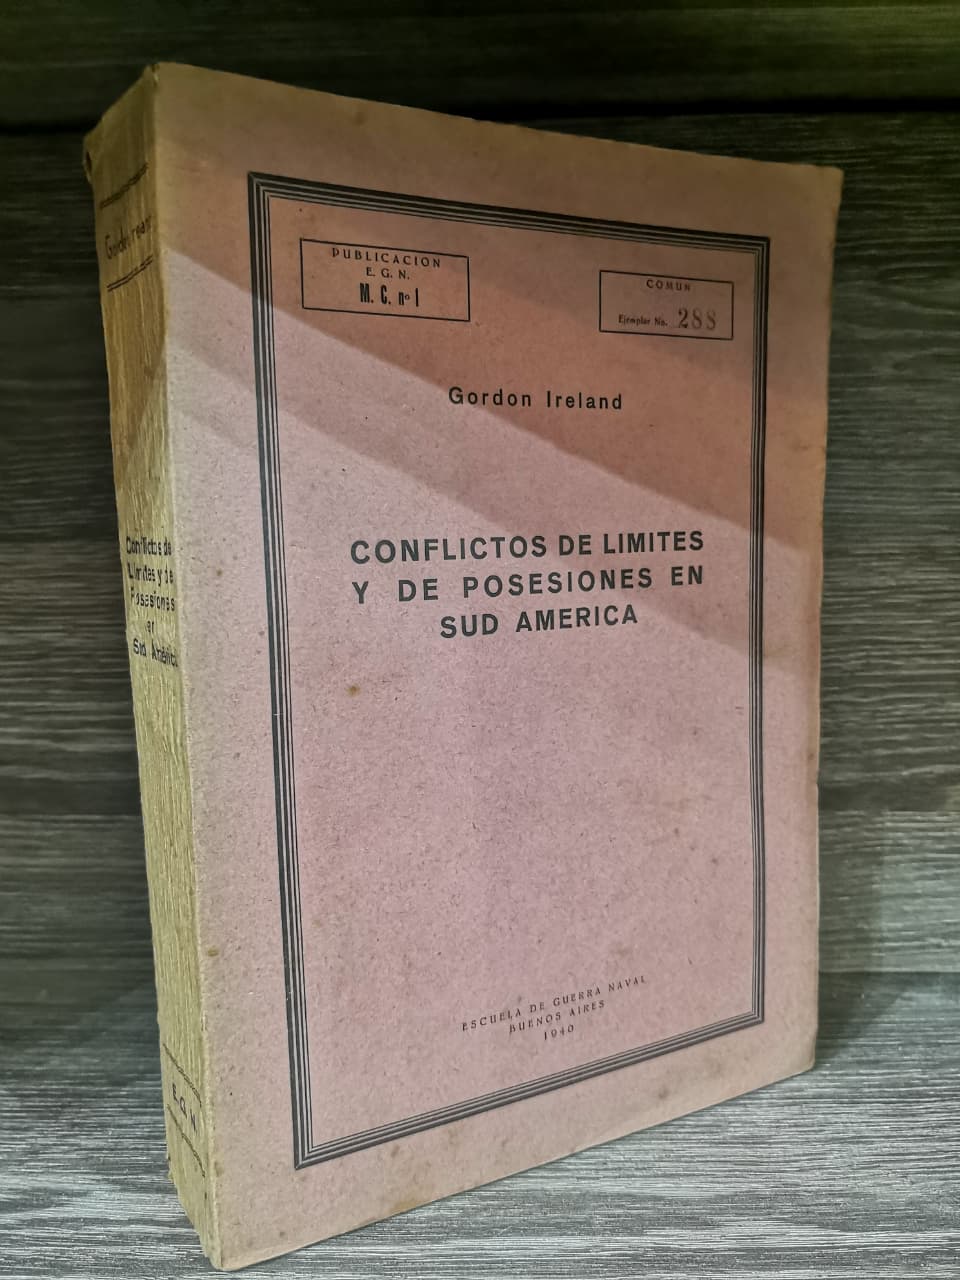 PUBLICACION
E. G. N.
M. C. nº 1
COMUN
Ejemplar No. 288
Gordon Ireland
CONFLICTOS DE LIMITES
Y DE POSESIONES EN
SUD AMERICA
ESCUELA DE GUERRA NAVAL
BUENOS AIRES
1940
Conflictos de
Limites y de
Posesiones
en
Sud
E. G. N.